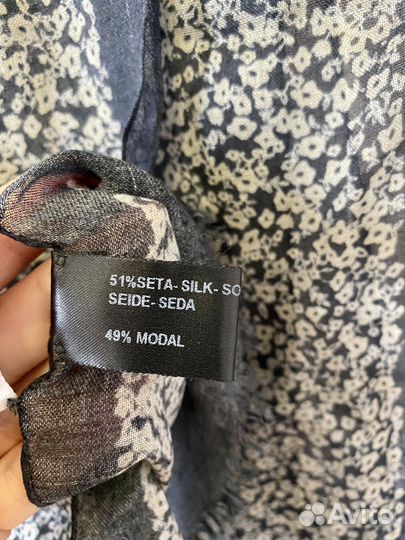 51%SETA- SILK- SO
SEIDE- SEDA
49% MODAL
Avito